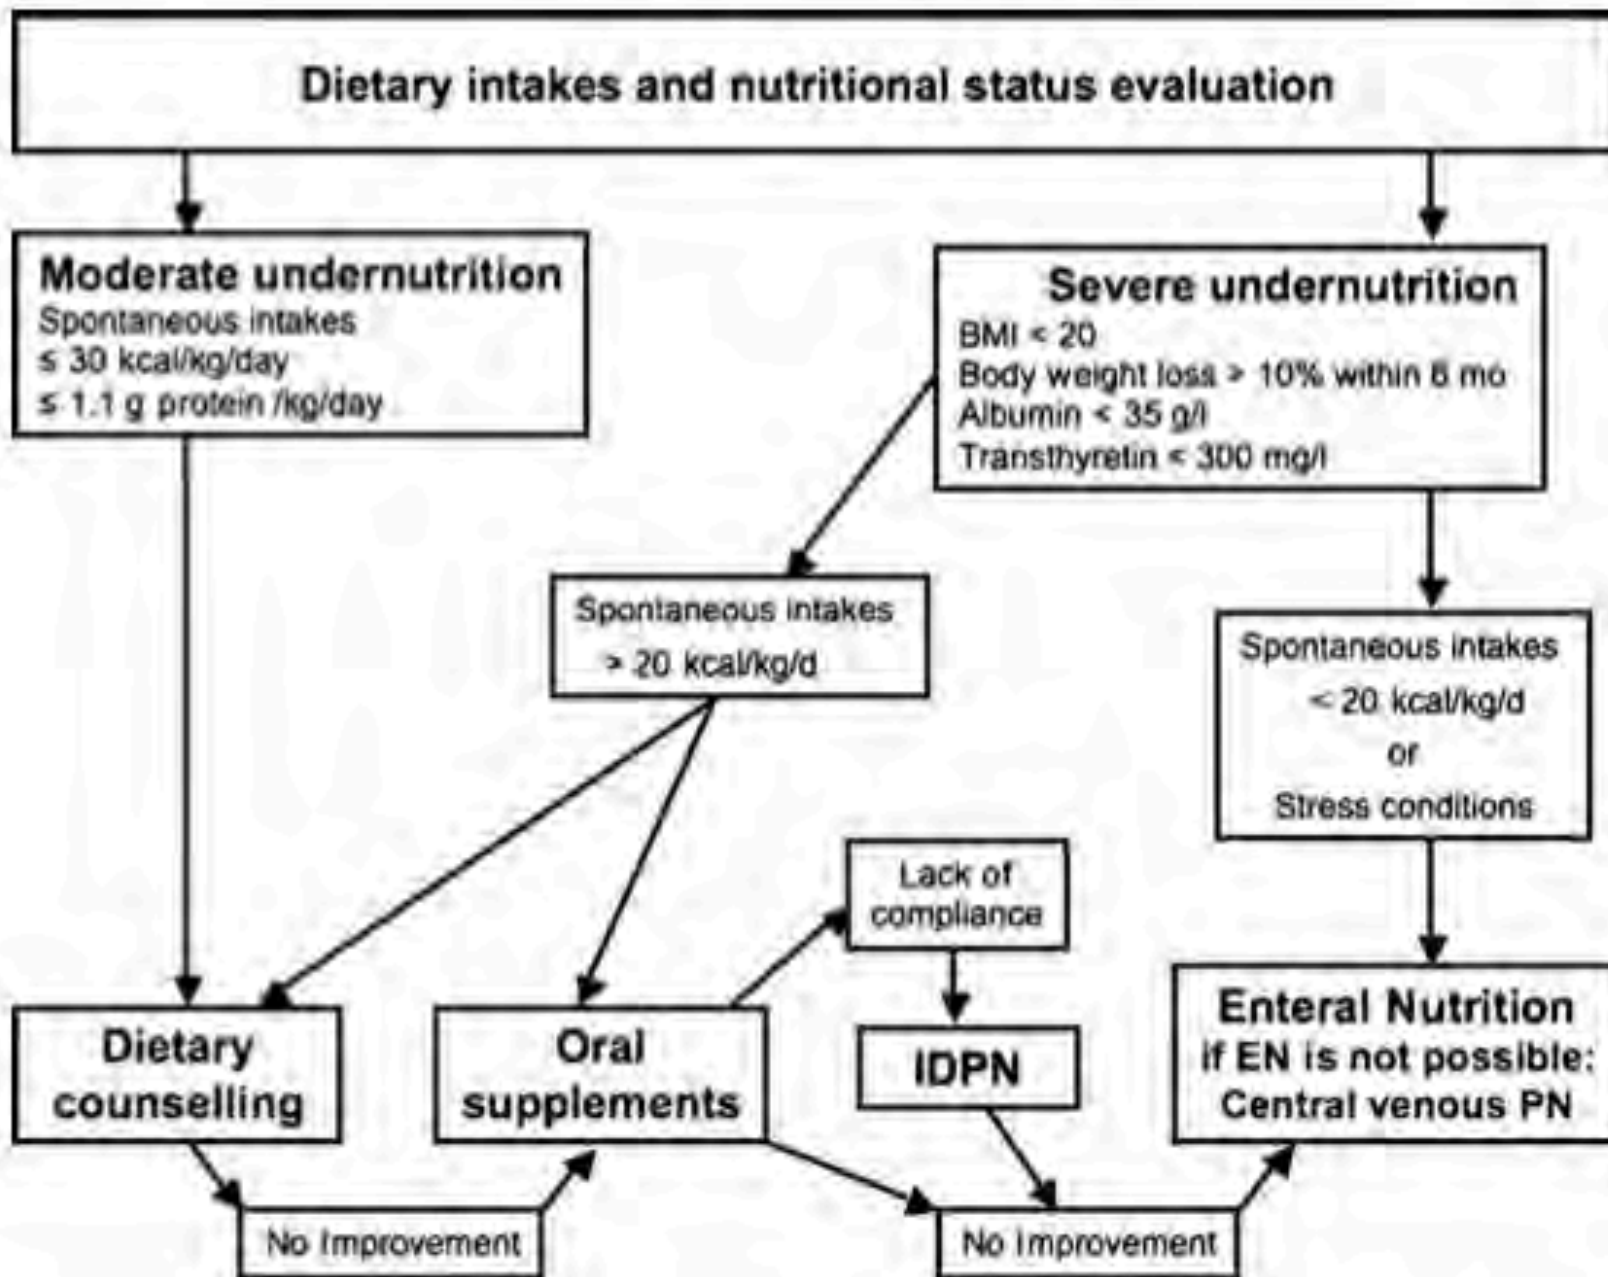 Dietary intakes and nutritional status evaluation
Moderate undernutrition
Spontaneous intakes
≤ 30 kcal/kg/day
≤ 1.1 g protein /kg/day
Severe undernutrition
BMI < 20
Body weight loss > 10% within 6 mo
Albumin < 35 g/l
Transthyretin < 300 mg/l
Spontaneous intakes
> 20 kcal/kg/d
Spontaneous intakes
< 20 kcal/kg/d
or
Stress conditions
Lack of
compliance
Dietary
counselling
Oral
supplements
IDPN
Enteral Nutrition
if EN is not possible:
Central venous PN
No Improvement
No Improvement